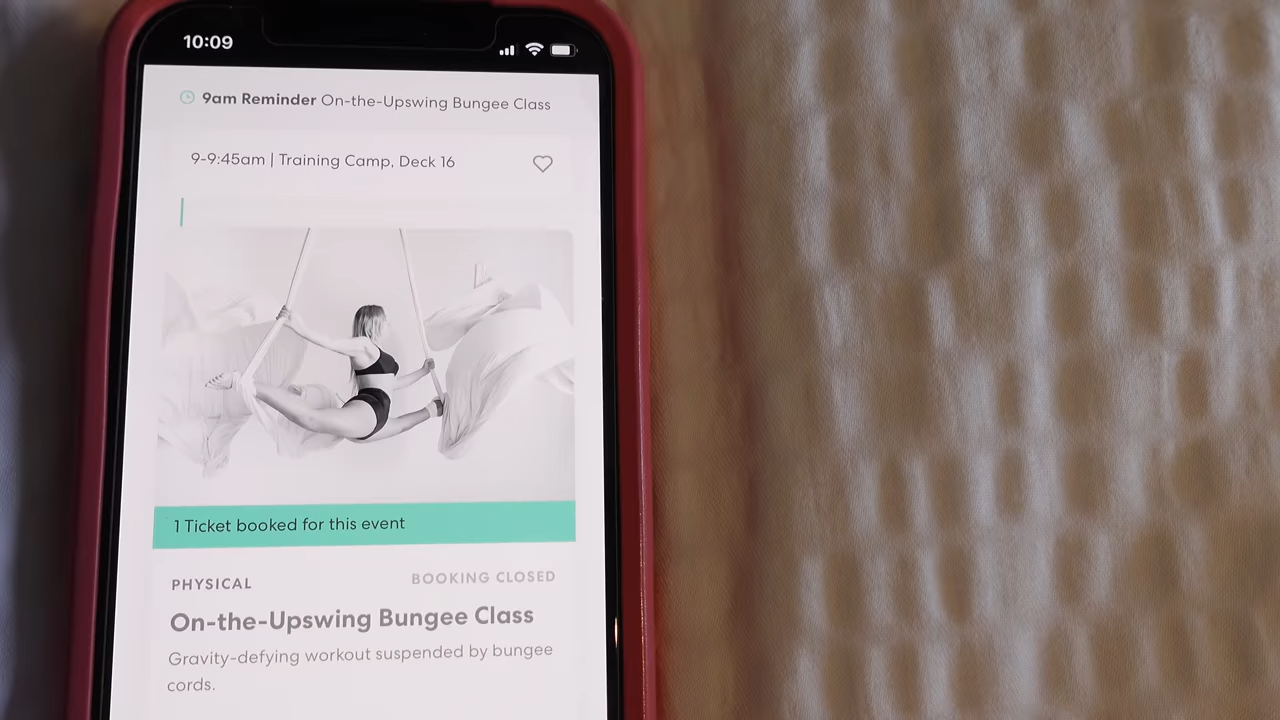 10:09
9am Reminder On-the-Upswing Bungee Class
9-9:45am | Training Camp, Deck 16
1 Ticket booked for this event
PHYSICAL
BOOKING CLOSED
On-the-Upswing Bungee Class
Gravity-defying workout suspended by bungee
cords.